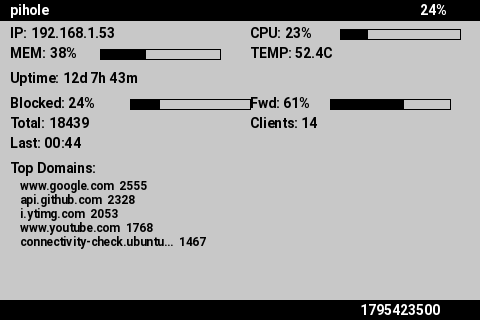 pihole 24%
IP: 192.168.1.53 CPU: 23%
MEM: 38% TEMP: 52.4C
Uptime: 12d 7h 43m
Blocked: 24% Fwd: 61%
Total: 18439 Clients: 14
Last: 00:44
Top Domains:
www.google.com 2555
api.github.com 2328
i.ytimg.com 2053
www.youtube.com 1768
connectivity-check.ubuntu... 1467
1795423500